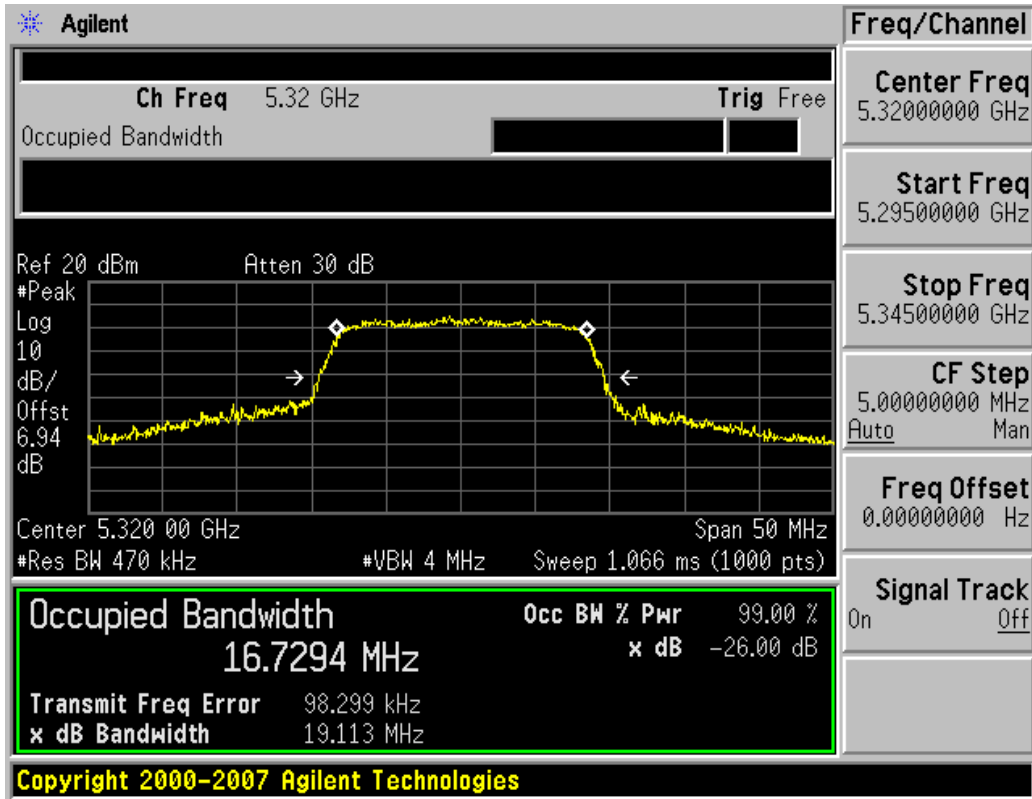 Agilent
Freq/Channel
Ch Freq 5.32 GHz Trig Free
Occupied Bandwidth
Center Freq
5.32000000 GHz
Start Freq
5.29500000 GHz
Stop Freq
5.34500000 GHz
CF Step
5.00000000 MHz
Auto Man
Freq Offset
0.00000000 Hz
Signal Track
On Off
Ref 20 dBm Atten 30 dB
#Peak
Log
10
dB/
Offst
6.94
dB
Center 5.320 00 GHz Span 50 MHz
#Res BW 470 kHz #VBW 4 MHz Sweep 1.066 ms (1000 pts)
Occupied Bandwidth
16.7294 MHz
Occ BW % Pwr 99.00 %
x dB -26.00 dB
Transmit Freq Error 98.299 kHz
x dB Bandwidth 19.113 MHz
Copyright 2000-2007 Agilent Technologies